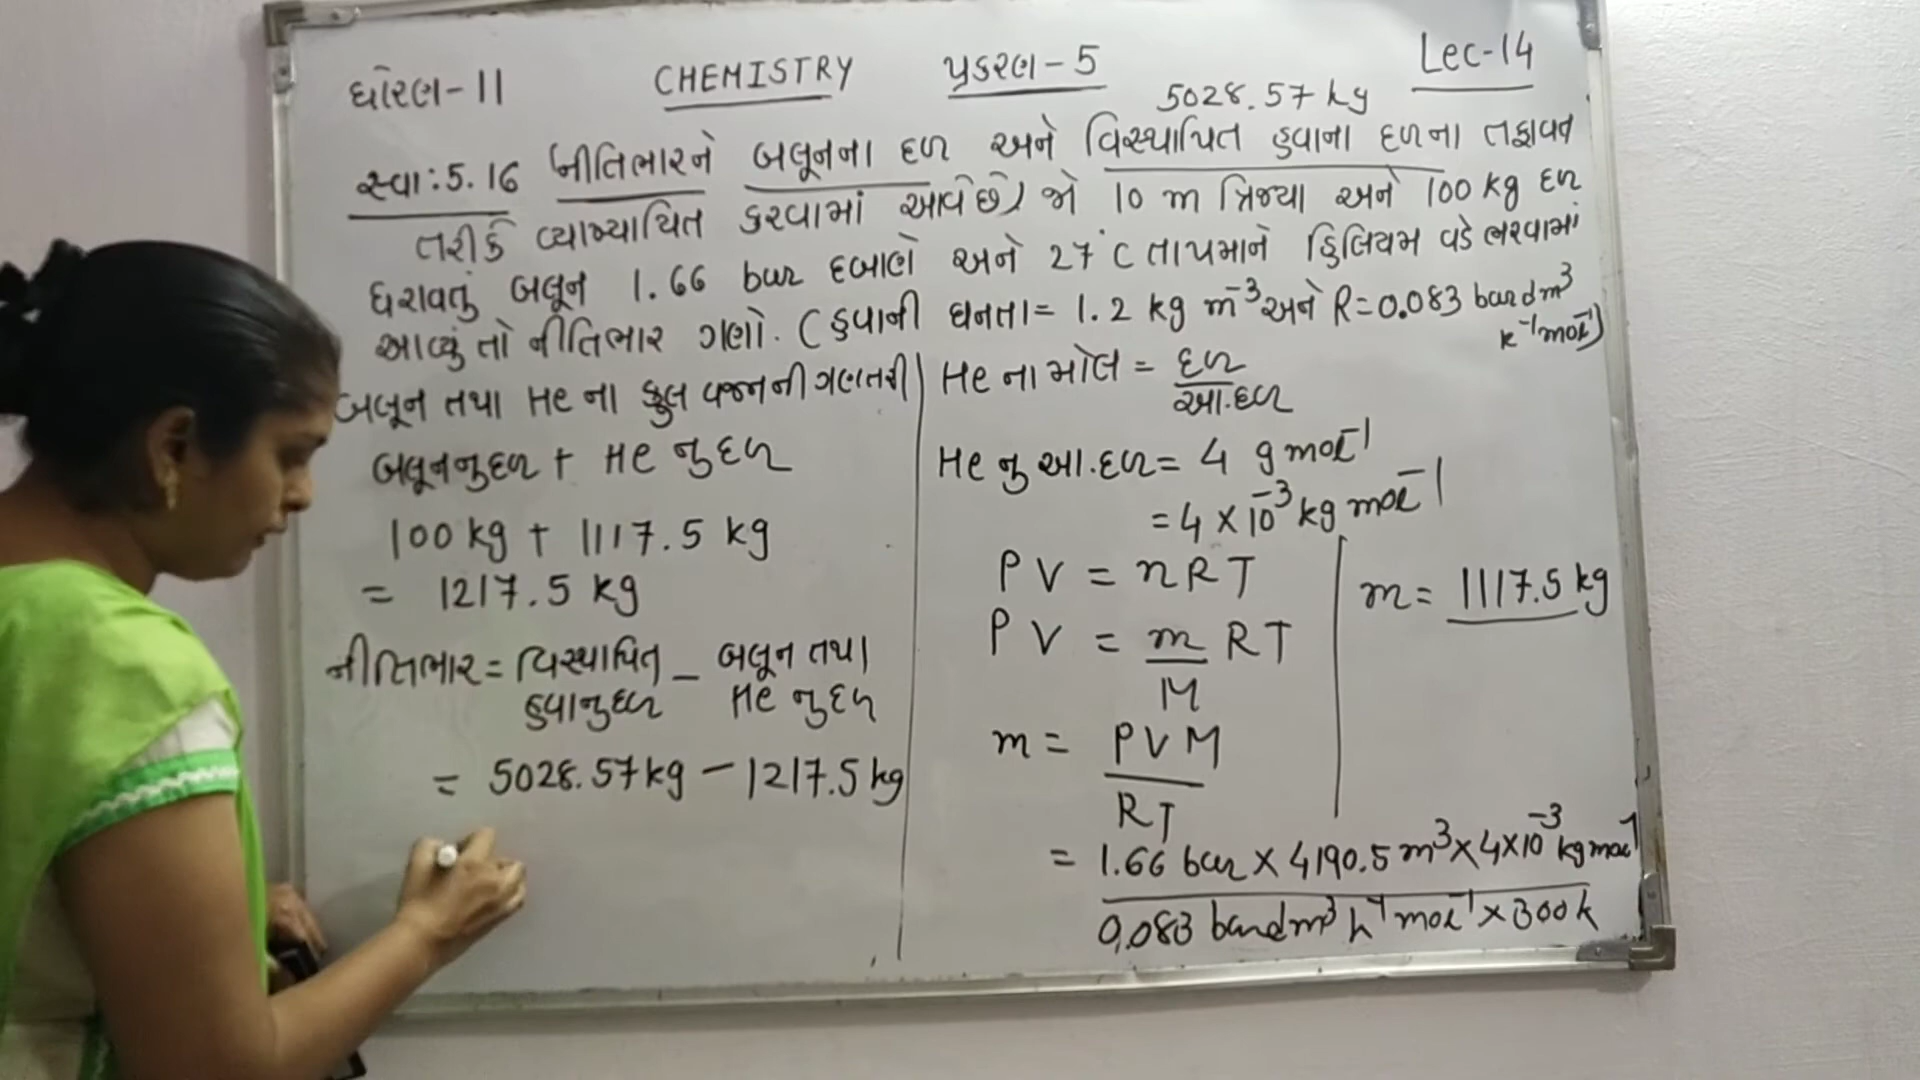 ધોરણ-11 CHEMISTRY પ્રકરણ-5 Lec-14
5028.57 kg
સ્વા:5.16 નીતિભારને બલૂનના દળ અને વિસ્થાપિત હવાના દળના તફાવત
તરીકે વ્યાખ્યાયિત કરવામાં આવે છે) જો 10 m ત્રિજ્યા અને 100 kg દળ
ધરાવતું બલૂન 1.66 bar દબાણે અને 27°C તાપમાને હિલિયમ વડે ભરવામાં
આવ્યું તો નીતિભાર ગણો. (હવાની ઘનતા = 1.2 kg m⁻³ અને R = 0.083 bar dm³
K⁻¹ mol⁻¹)
બલૂન તથા He ના કુલ વજનની ગણતરી
બલૂનનુ દળ + He નુ દળ
100 kg + 1117.5 kg
= 1217.5 kg
નીતિભાર = વિસ્થાપિત - બલૂન તથા
હવાનુ દળ He નુ દળ
= 5028.57 kg - 1217.5 kg
He ના મોલ = દળ
આ.દળ
He નુ આ.દળ = 4 g mol⁻¹
= 4 × 10⁻³ kg mol⁻¹
PV = nRT
PV = m RT
M
m = PVM
RT
= 1.66 bar × 4190.5 m³ × 4×10⁻³ kg mol⁻¹
0.083 bar dm³ k⁻¹ mol⁻¹ × 300 k
m = 1117.5 kg